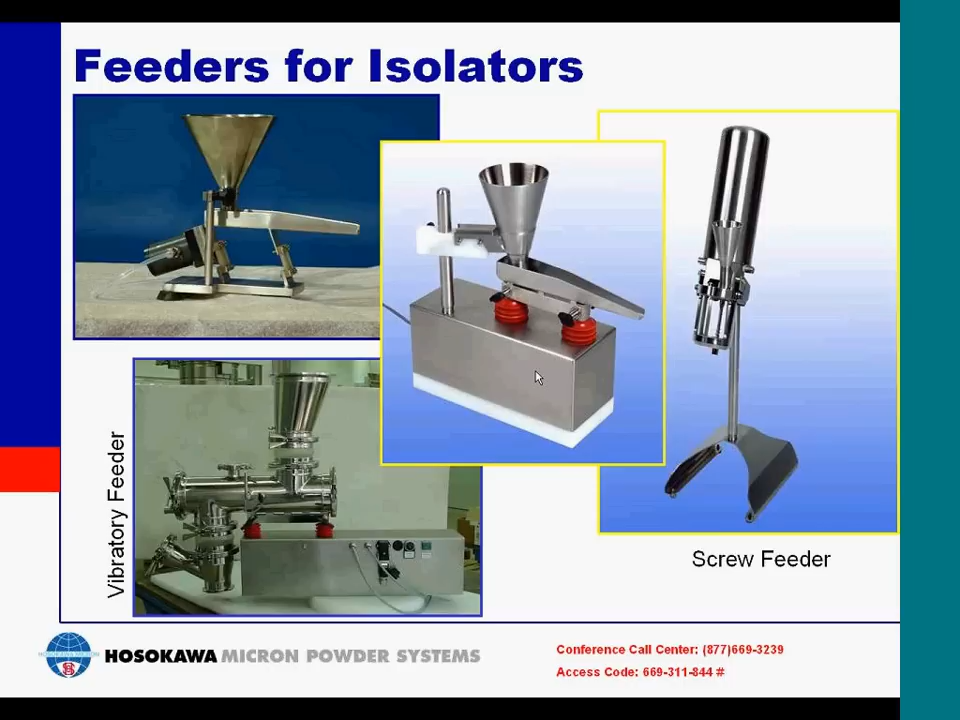 Feeders for Isolators
Vibratory Feeder
Screw Feeder
HOSOKAWA MICRON POWDER SYSTEMS
Conference Call Center: (877)669-3239
Access Code: 669-311-844 #